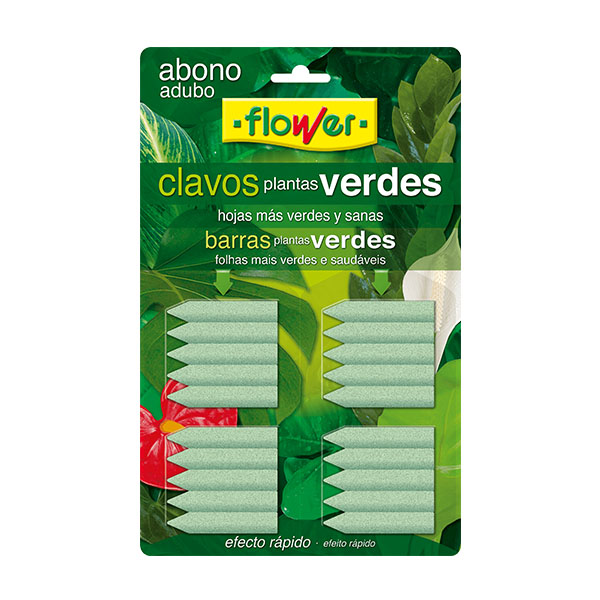 abono
adubo
·flower·
clavos plantas verdes
hojas más verdes y sanas
barras plantas verdes
folhas mais verdes e saudáveis
efecto rápido · efeito rápido